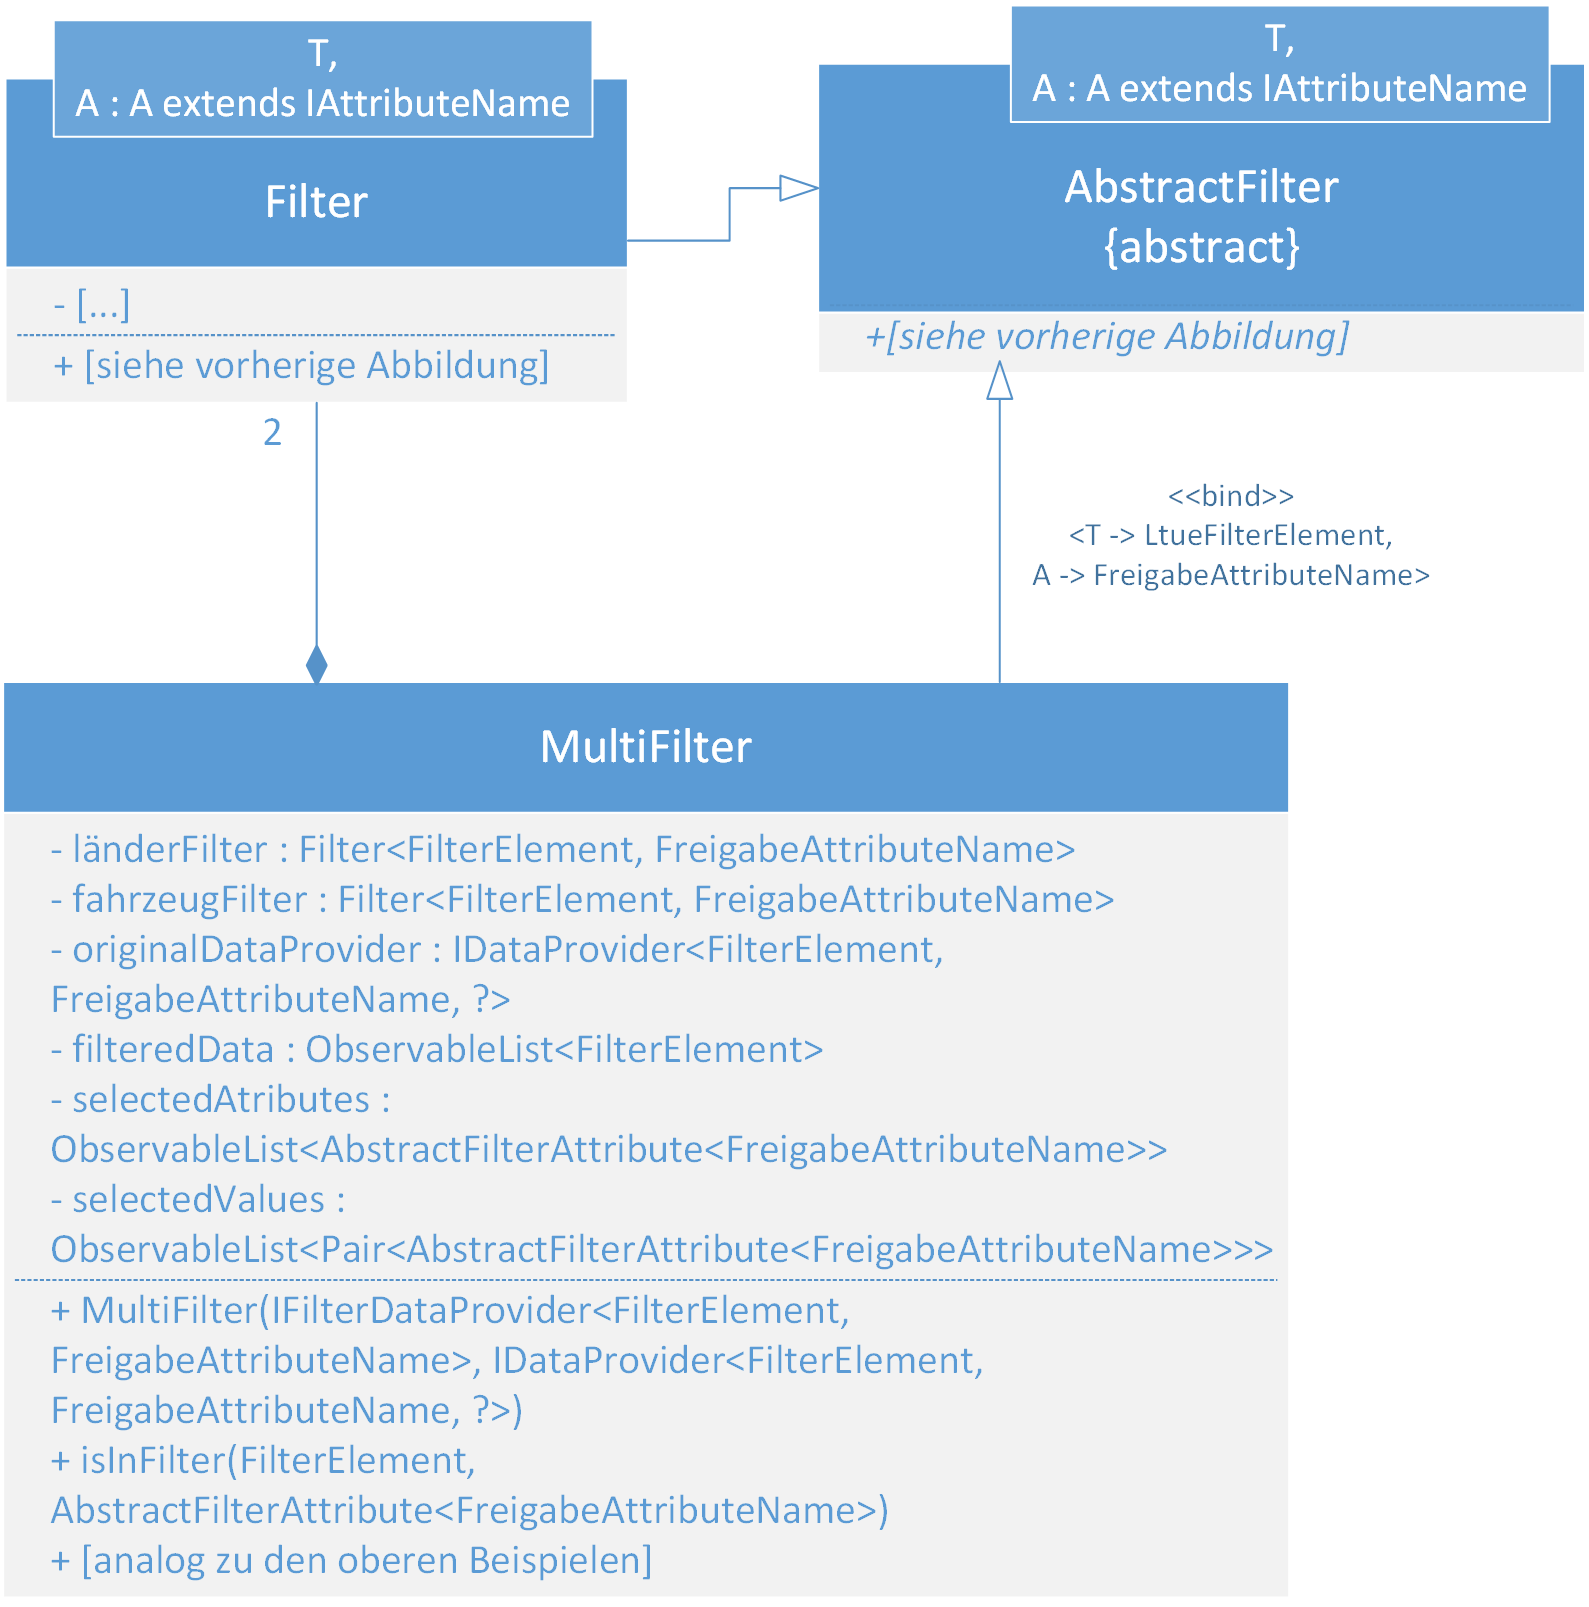 T,
A : A extends IAttributeName
Filter
- [...]
+ [siehe vorherige Abbildung]
T,
A : A extends IAttributeName
AbstractFilter
{abstract}
+[siehe vorherige Abbildung]
2
<<bind>>
<T -> LtueFilterElement,
A -> FreigabeAttributeName>
MultiFilter
- länderFilter : Filter<FilterElement, FreigabeAttributeName>
- fahrzeugFilter : Filter<FilterElement, FreigabeAttributeName>
- originalDataProvider : IDataProvider<FilterElement,
FreigabeAttributeName, ?>
- filteredData : ObservableList<FilterElement>
- selectedAtributes :
ObservableList<AbstractFilterAttribute<FreigabeAttributeName>>
- selectedValues :
ObservableList<Pair<AbstractFilterAttribute<FreigabeAttributeName>>>
+ MultiFilter(IFilterDataProvider<FilterElement,
FreigabeAttributeName>, IDataProvider<FilterElement,
FreigabeAttributeName, ?>)
+ isInFilter(FilterElement,
AbstractFilterAttribute<FreigabeAttributeName>)
+ [analog zu den oberen Beispielen]